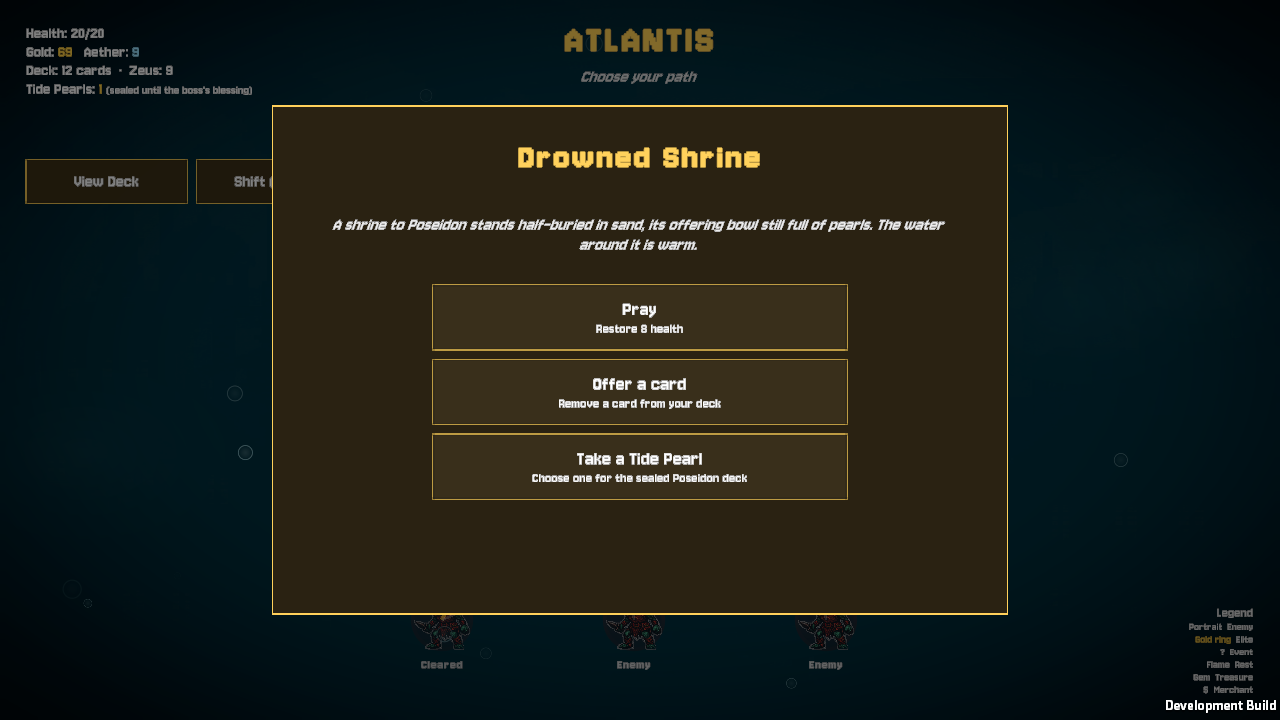 Health: 20/20
Gold: 69 Aether: 9
Deck: 12 cards · Zeus: 9
Tide Pearls: 1 (sealed until the boss's blessing)
ATLANTIS
Choose your path
View Deck
Shift
Drowned Shrine
A shrine to Poseidon stands half-buried in sand, its offering bowl still full of pearls. The water
around it is warm.
Pray
Restore 8 health
Offer a card
Remove a card from your deck
Take a Tide Pearl
Choose one for the sealed Poseidon deck
Cleared
Enemy
Enemy
Legend
Portrait Enemy
Gold ring Elite
? Event
Flame Rest
Gem Treasure
$ Merchant
Development Build